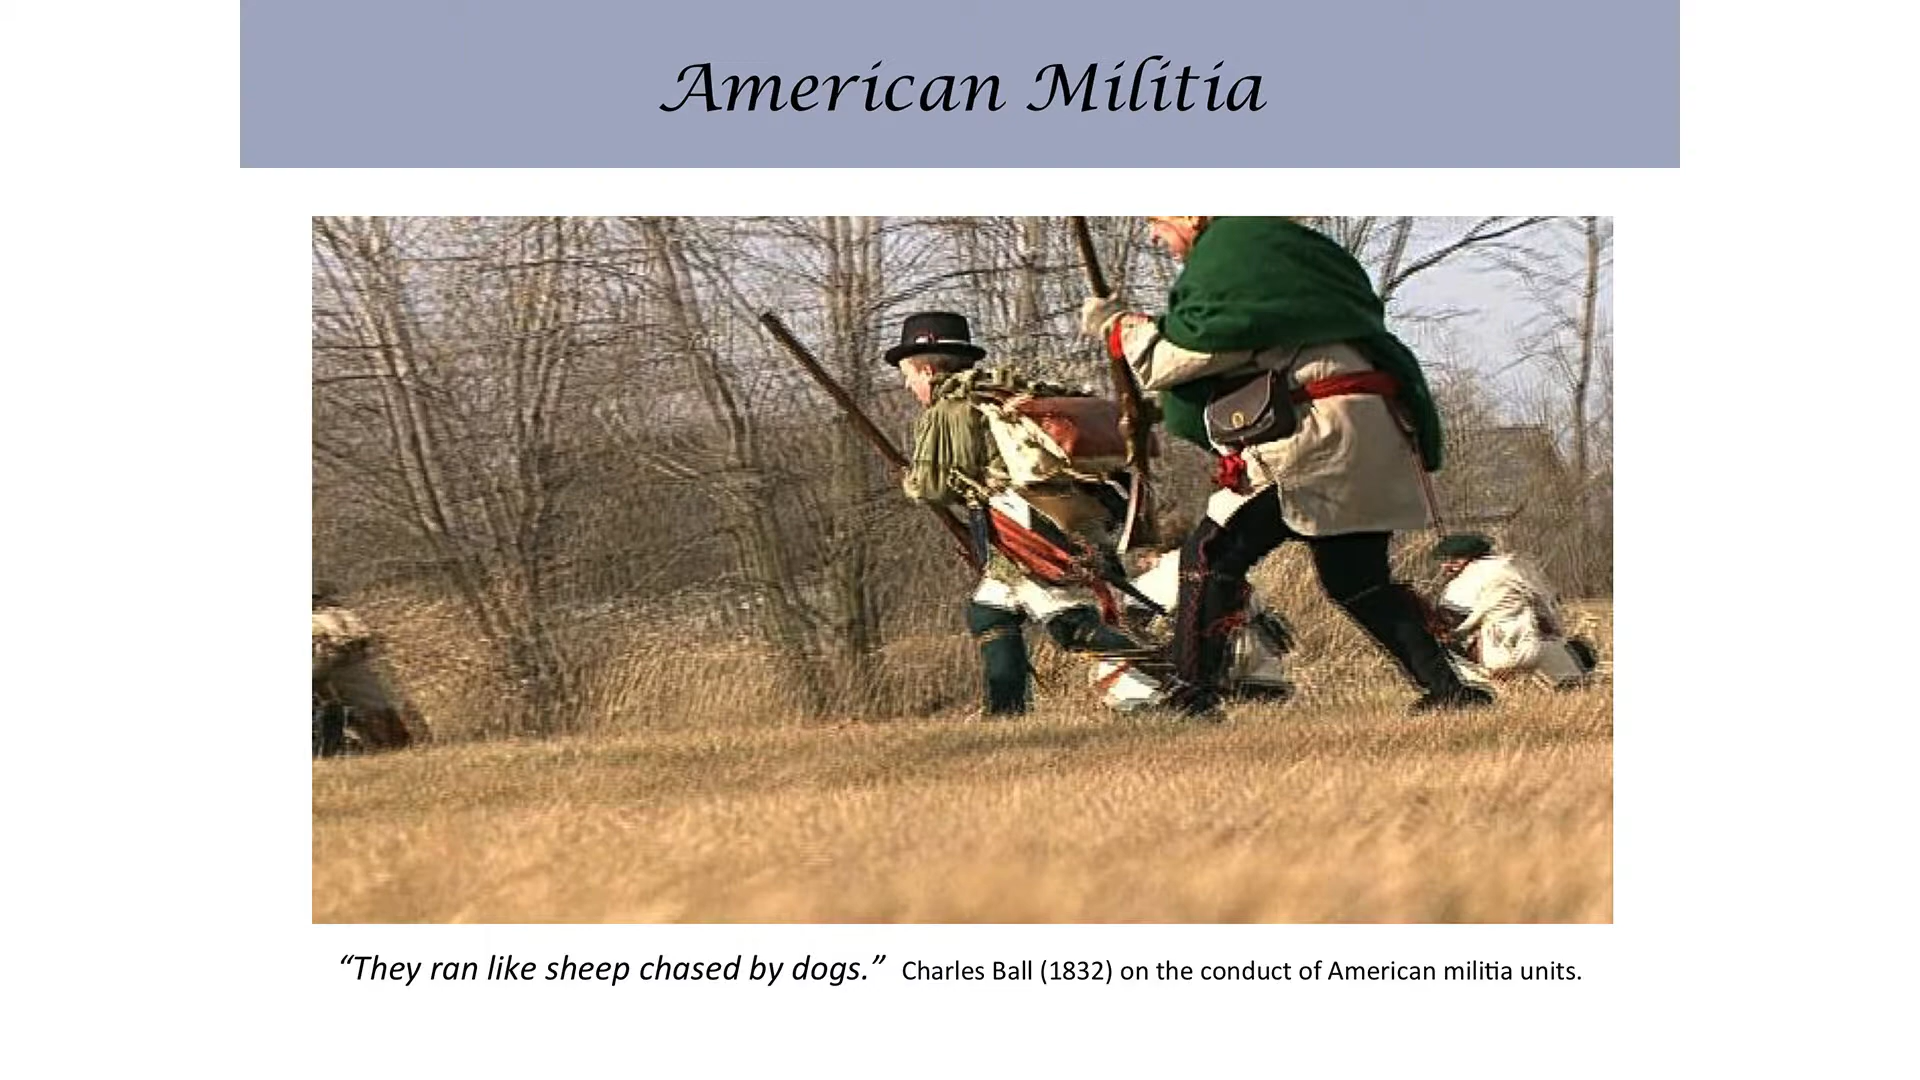 American Militia
“They ran like sheep chased by dogs.” Charles Ball (1832) on the conduct of American militia units.